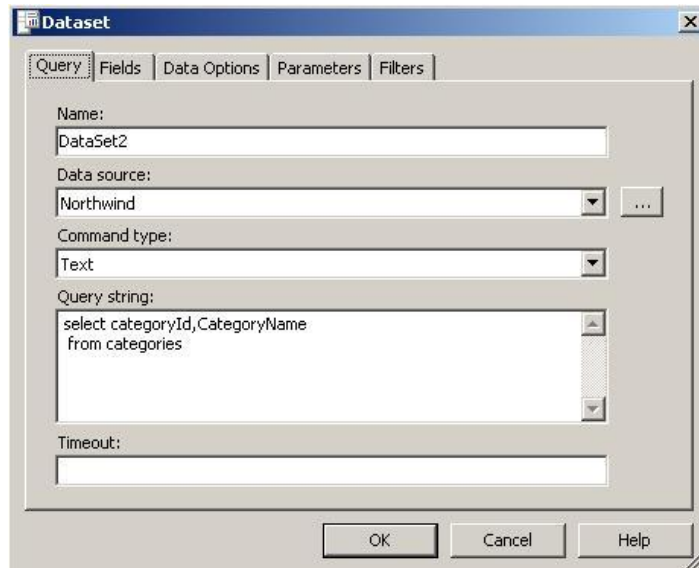 Dataset
Query Fields Data Options Parameters Filters
Name:
DataSet2
Data source:
Northwind
...
Command type:
Text
Query string:
select categoryId,CategoryName
from categories
Timeout:
OK Cancel Help